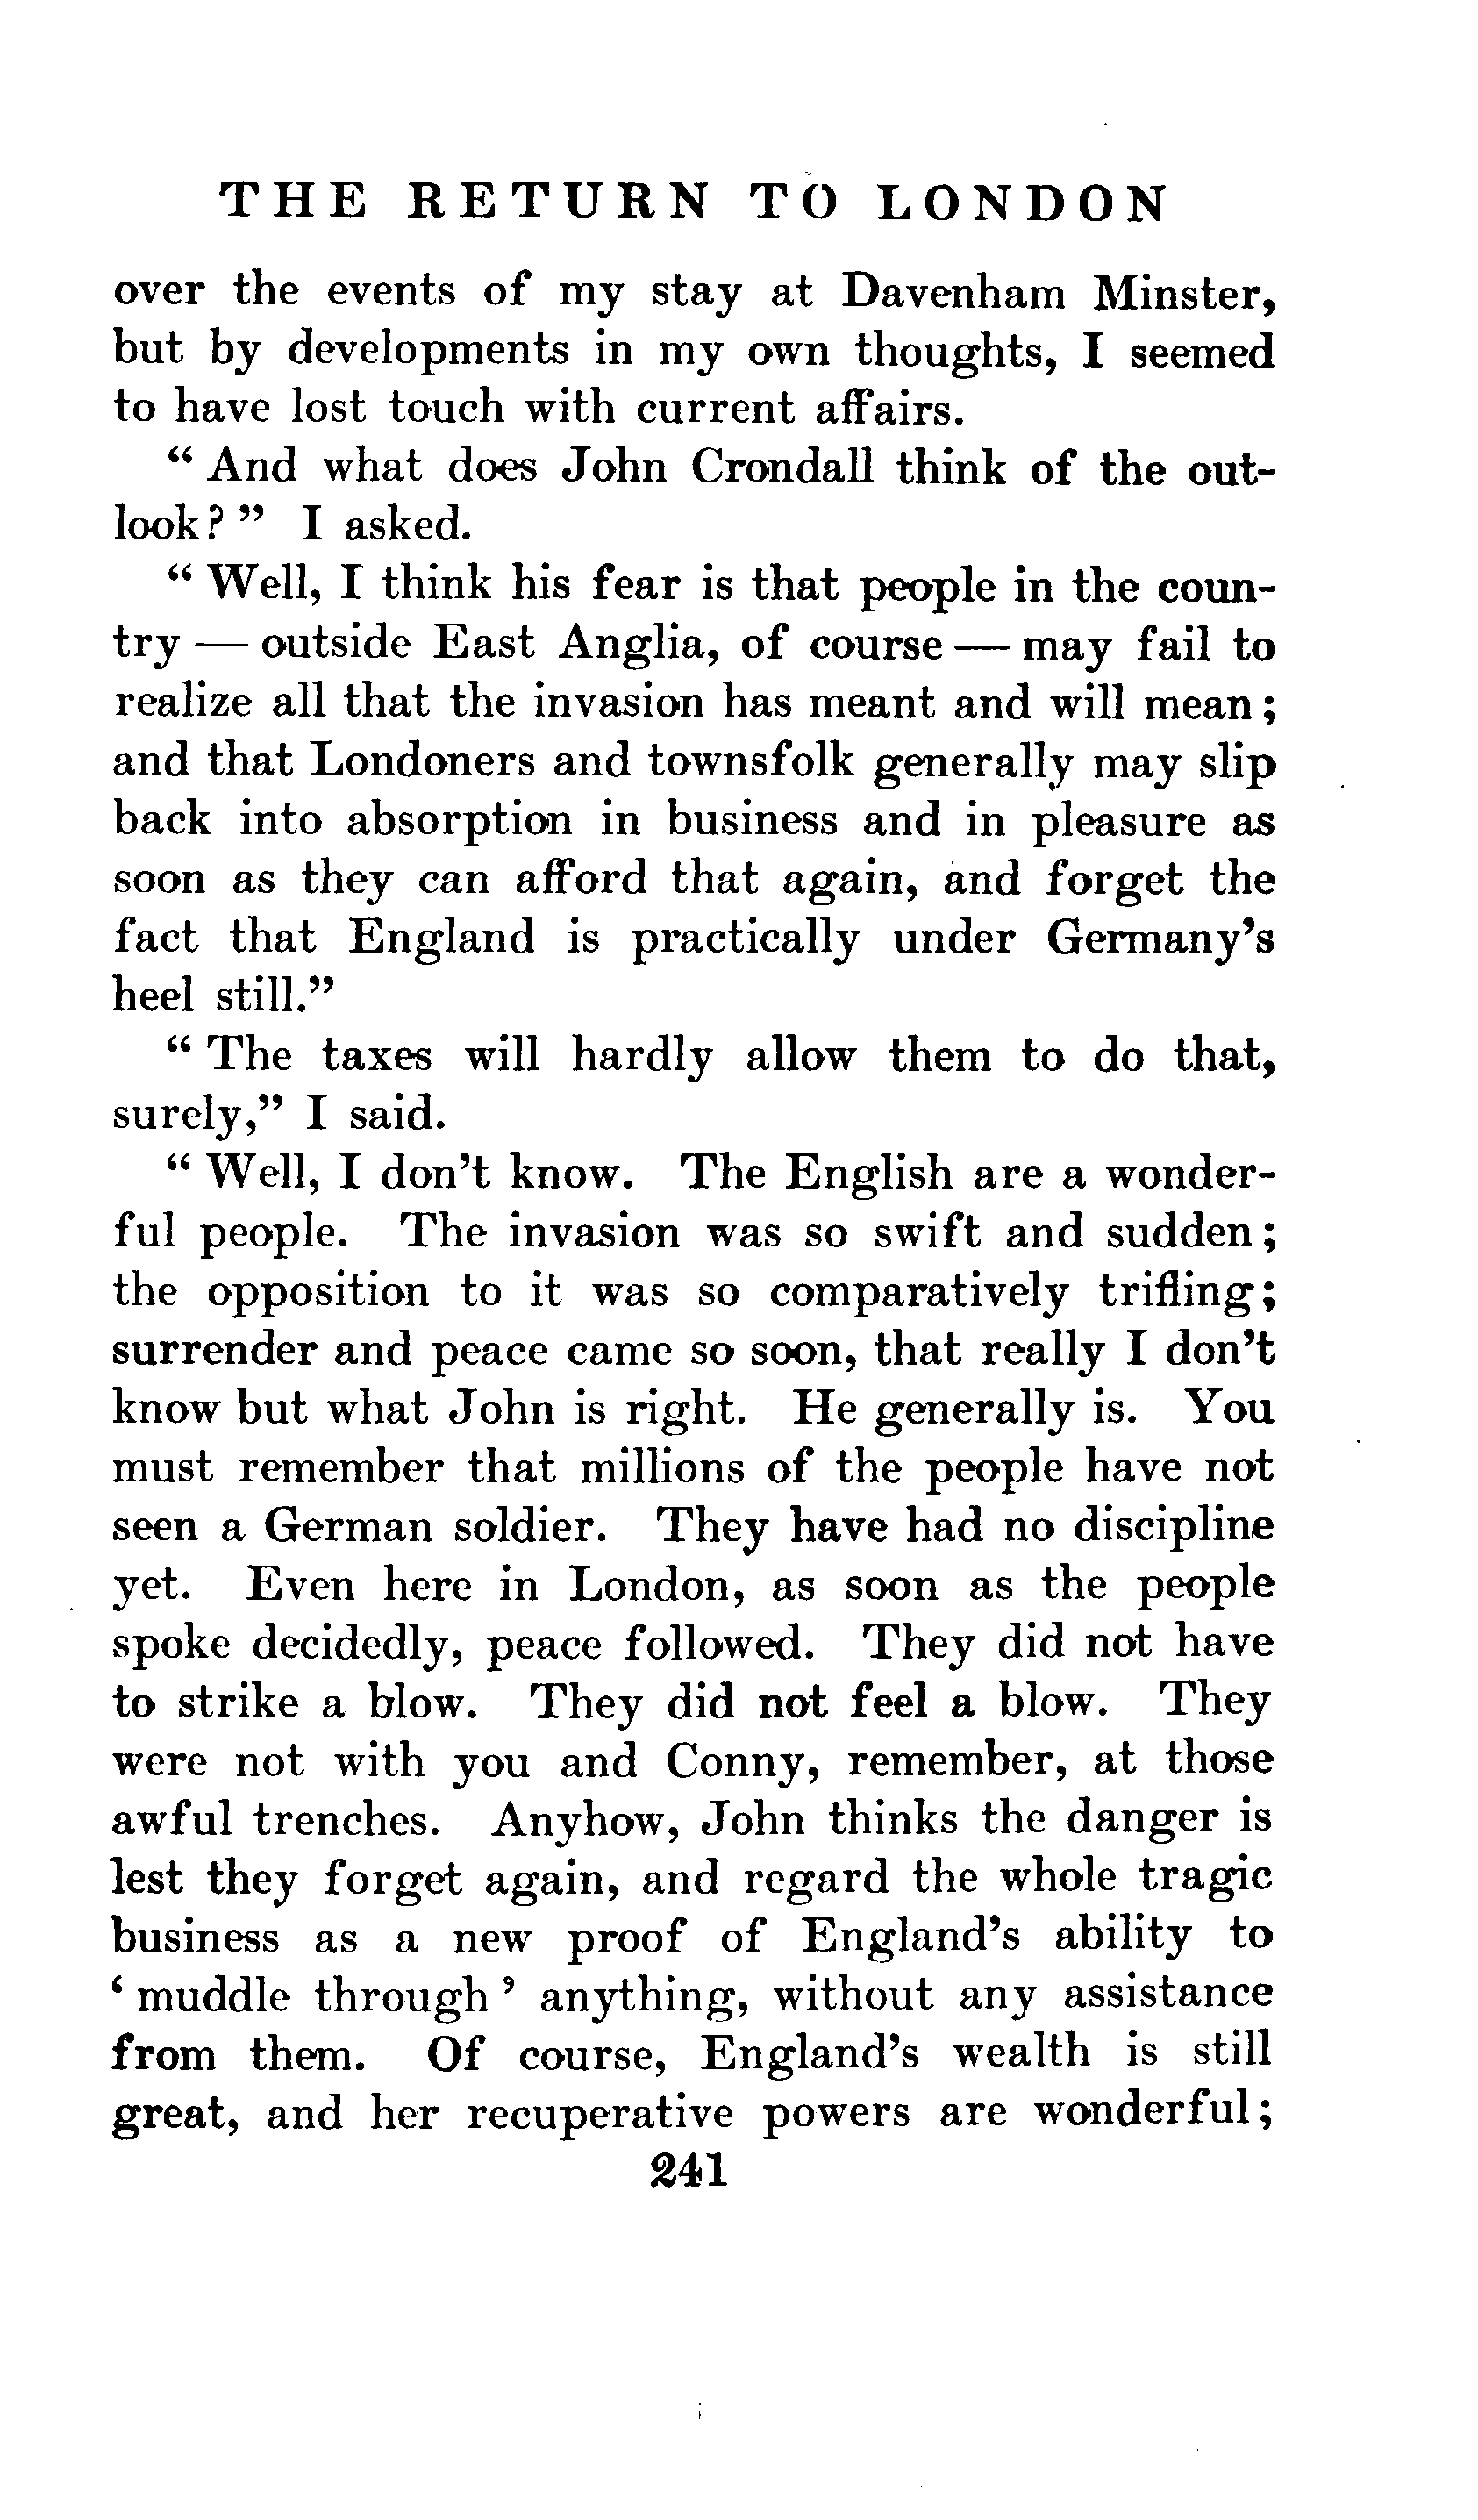 THE RETURN TO LONDON
over the events of my stay at Davenham Minster,
but by developments in my own thoughts, I seemed
to have lost touch with current affairs.
“ And what does John Crondall think of the out-
look? ” I asked.
“ Well, I think his fear is that people in the coun-
try — outside East Anglia, of course — may fail to
realize all that the invasion has meant and will mean;
and that Londoners and townsfolk generally may slip
back into absorption in business and in pleasure as
soon as they can afford that again, and forget the
fact that England is practically under Germany’s
heel still.”
“ The taxes will hardly allow them to do that,
surely,” I said.
“ Well, I don’t know. The English are a wonder-
ful people. The invasion was so swift and sudden;
the opposition to it was so comparatively trifling;
surrender and peace came so soon, that really I don’t
know but what John is right. He generally is. You
must remember that millions of the people have not
seen a German soldier. They have had no discipline
yet. Even here in London, as soon as the people
spoke decidedly, peace followed. They did not have
to strike a blow. They did not feel a blow. They
were not with you and Conny, remember, at those
awful trenches. Anyhow, John thinks the danger is
lest they forget again, and regard the whole tragic
business as a new proof of England’s ability to
‘ muddle through ’ anything, without any assistance
from them. Of course, England’s wealth is still
great, and her recuperative powers are wonderful;
241